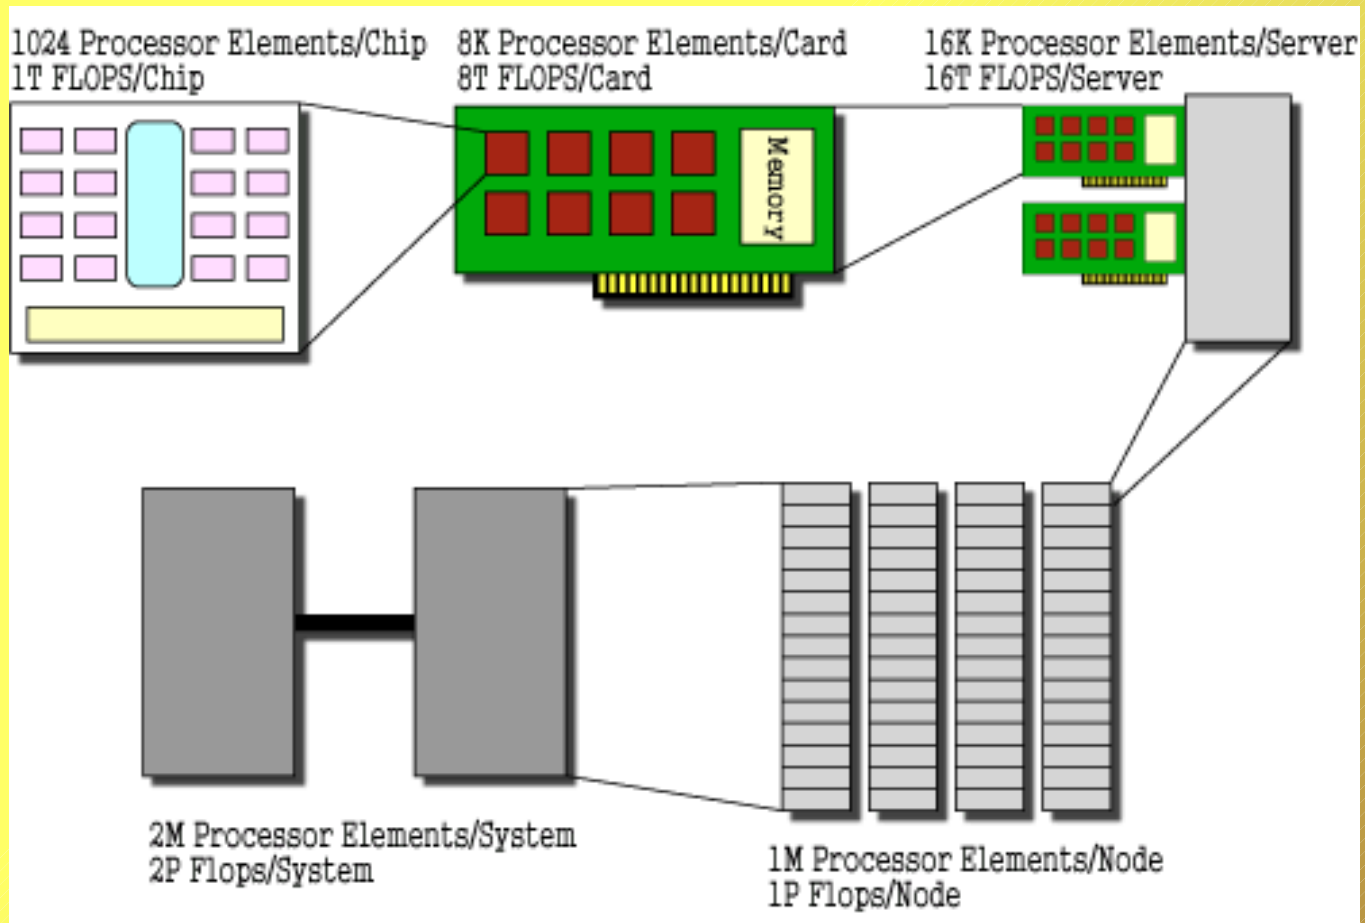 1024 Processor Elements/Chip
1T FLOPS/Chip
8K Processor Elements/Card
8T FLOPS/Card
16K Processor Elements/Server
16T FLOPS/Server
Memory
2M Processor Elements/System
2P Flops/System
1M Processor Elements/Node
1P Flops/Node